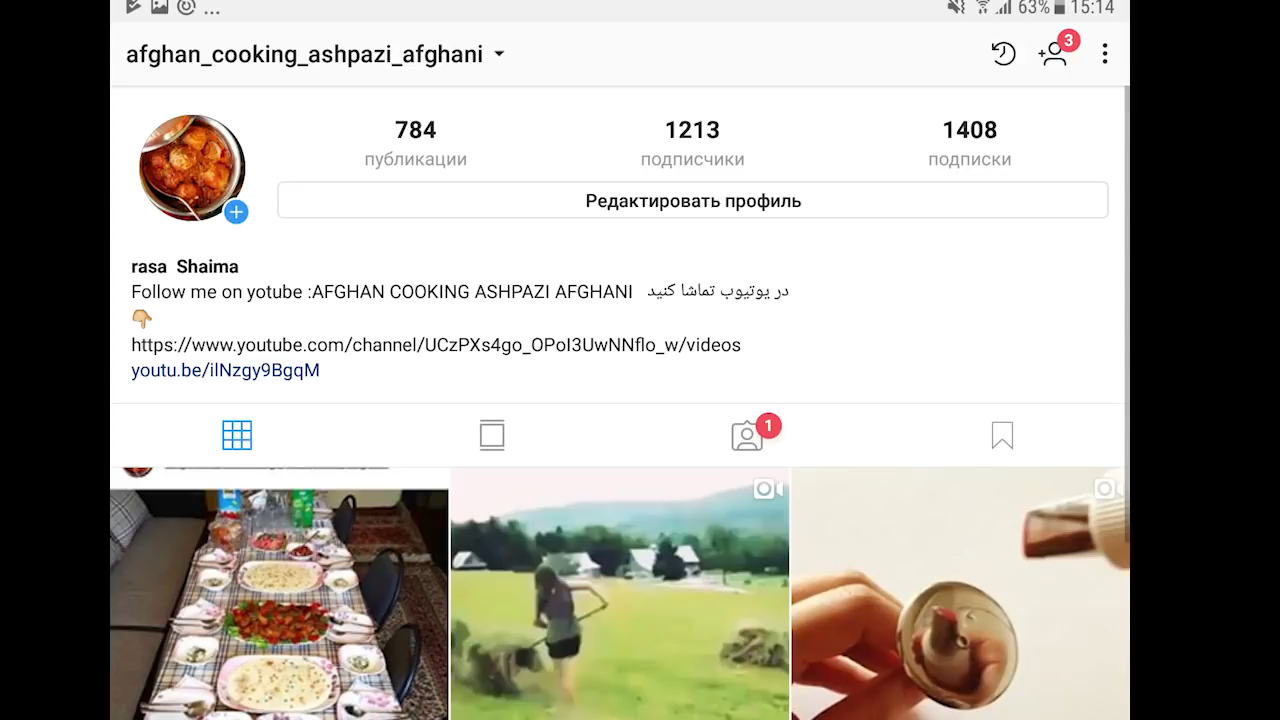 ... 63% 15:14
afghan_cooking_ashpazi_afghani
3
784 1213 1408
публикации подписчики подписки
Редактировать профиль
rasa Shaima
Follow me on yotube :AFGHAN COOKING ASHPAZI AFGHANI در یوتیوب تماشا کنید
https://www.youtube.com/channel/UCzPXs4go_OPoI3UwNNflo_w/videos
youtu.be/ilNzgy9BgqM
1